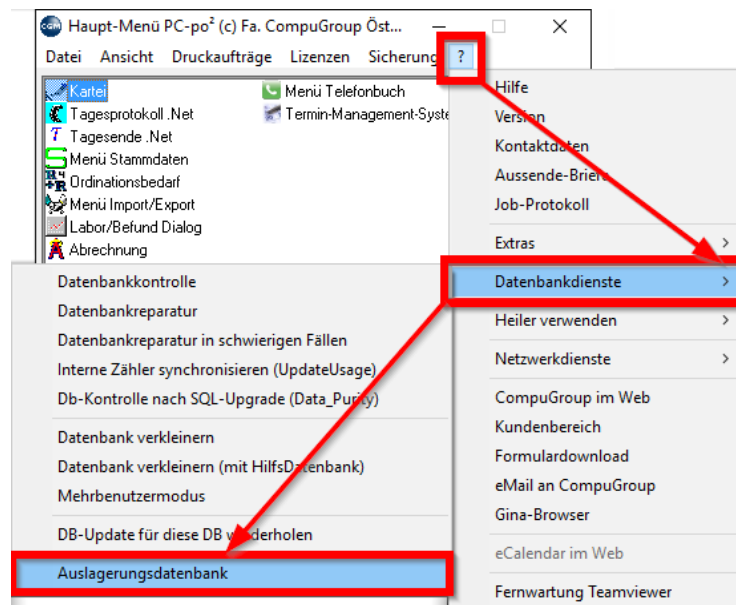 CGM Haupt-Menü PC-po² (c) Fa. CompuGroup Öst...
Datei Ansicht Druckaufträge Lizenzen Sicherung ?
Kartei
Tagesprotokoll .Net
Tagesende .Net
Menü Stammdaten
Ordinationsbedarf
Menü Import/Export
Labor/Befund Dialog
Abrechnung
Menü Telefonbuch
Termin-Management-Syste
Hilfe
Version
Kontaktdaten
Aussende-Briefe
Job-Protokoll
Extras
Datenbankdienste
Heiler verwenden
Netzwerkdienste
CompuGroup im Web
Kundenbereich
Formulardownload
eMail an CompuGroup
Gina-Browser
eCalendar im Web
Fernwartung Teamviewer
Datenbankkontrolle
Datenbankreparatur
Datenbankreparatur in schwierigen Fällen
Interne Zähler synchronisieren (UpdateUsage)
Db-Kontrolle nach SQL-Upgrade (Data_Purity)
Datenbank verkleinern
Datenbank verkleinern (mit HilfsDatenbank)
Mehrbenutzermodus
DB-Update für diese DB wiederholen
Auslagerungsdatenbank